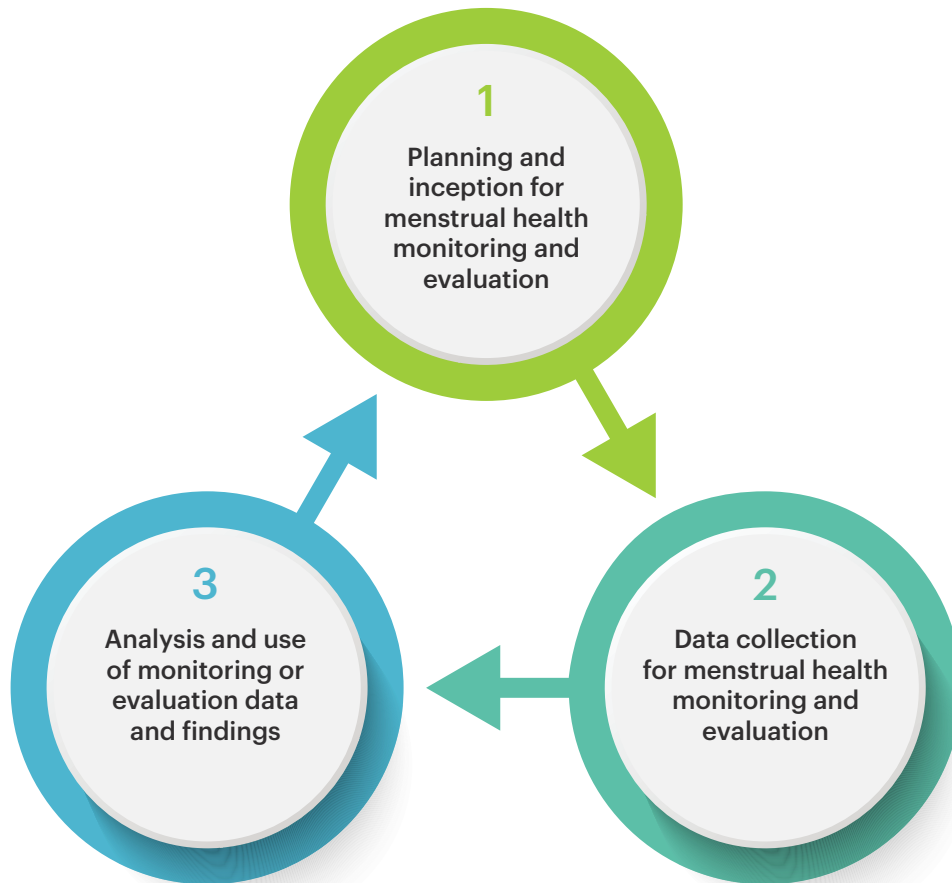 1
Planning and
inception for
menstrual health
monitoring and
evaluation
2
Data collection
for menstrual health
monitoring and
evaluation
3
Analysis and use
of monitoring or
evaluation data
and findings